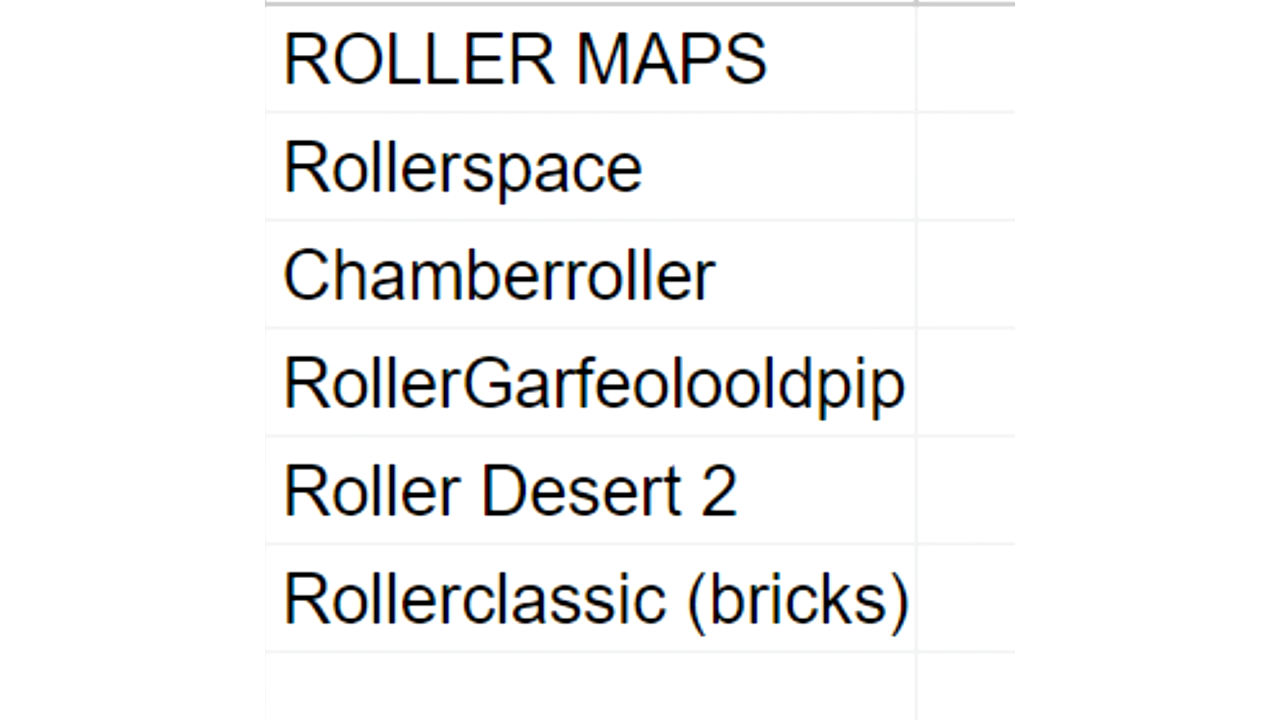 ROLLER MAPS
Rollerspace
Chamberroller
RollerGarfeolooldpip
Roller Desert 2
Rollerclassic (bricks)